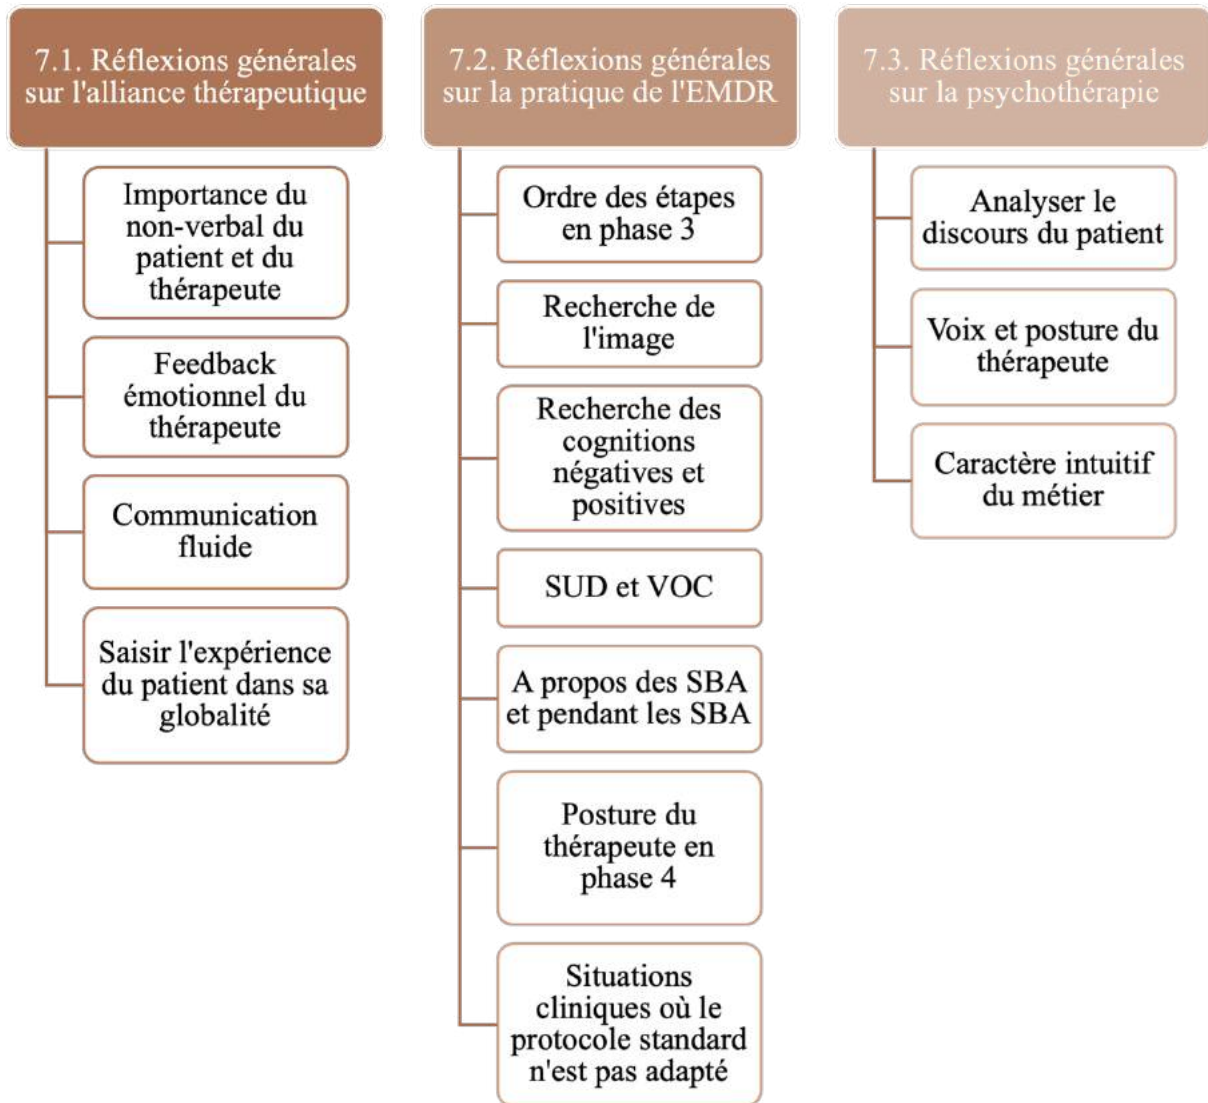 7.1. Réflexions générales
sur l'alliance thérapeutique
Importance du
non-verbal du
patient et du
thérapeute
Feedback
émotionnel du
thérapeute
Communication
fluide
Saisir l'expérience
du patient dans sa
globalité
7.2. Réflexions générales
sur la pratique de l'EMDR
Ordre des étapes
en phase 3
Recherche de
l'image
Recherche des
cognitions
négatives et
positives
SUD et VOC
A propos des SBA
et pendant les SBA
Posture du
thérapeute en
phase 4
Situations
cliniques où le
protocole standard
n'est pas adapté
7.3. Réflexions générales
sur la psychothérapie
Analyser le
discours du patient
Voix et posture du
thérapeute
Caractère intuitif
du métier